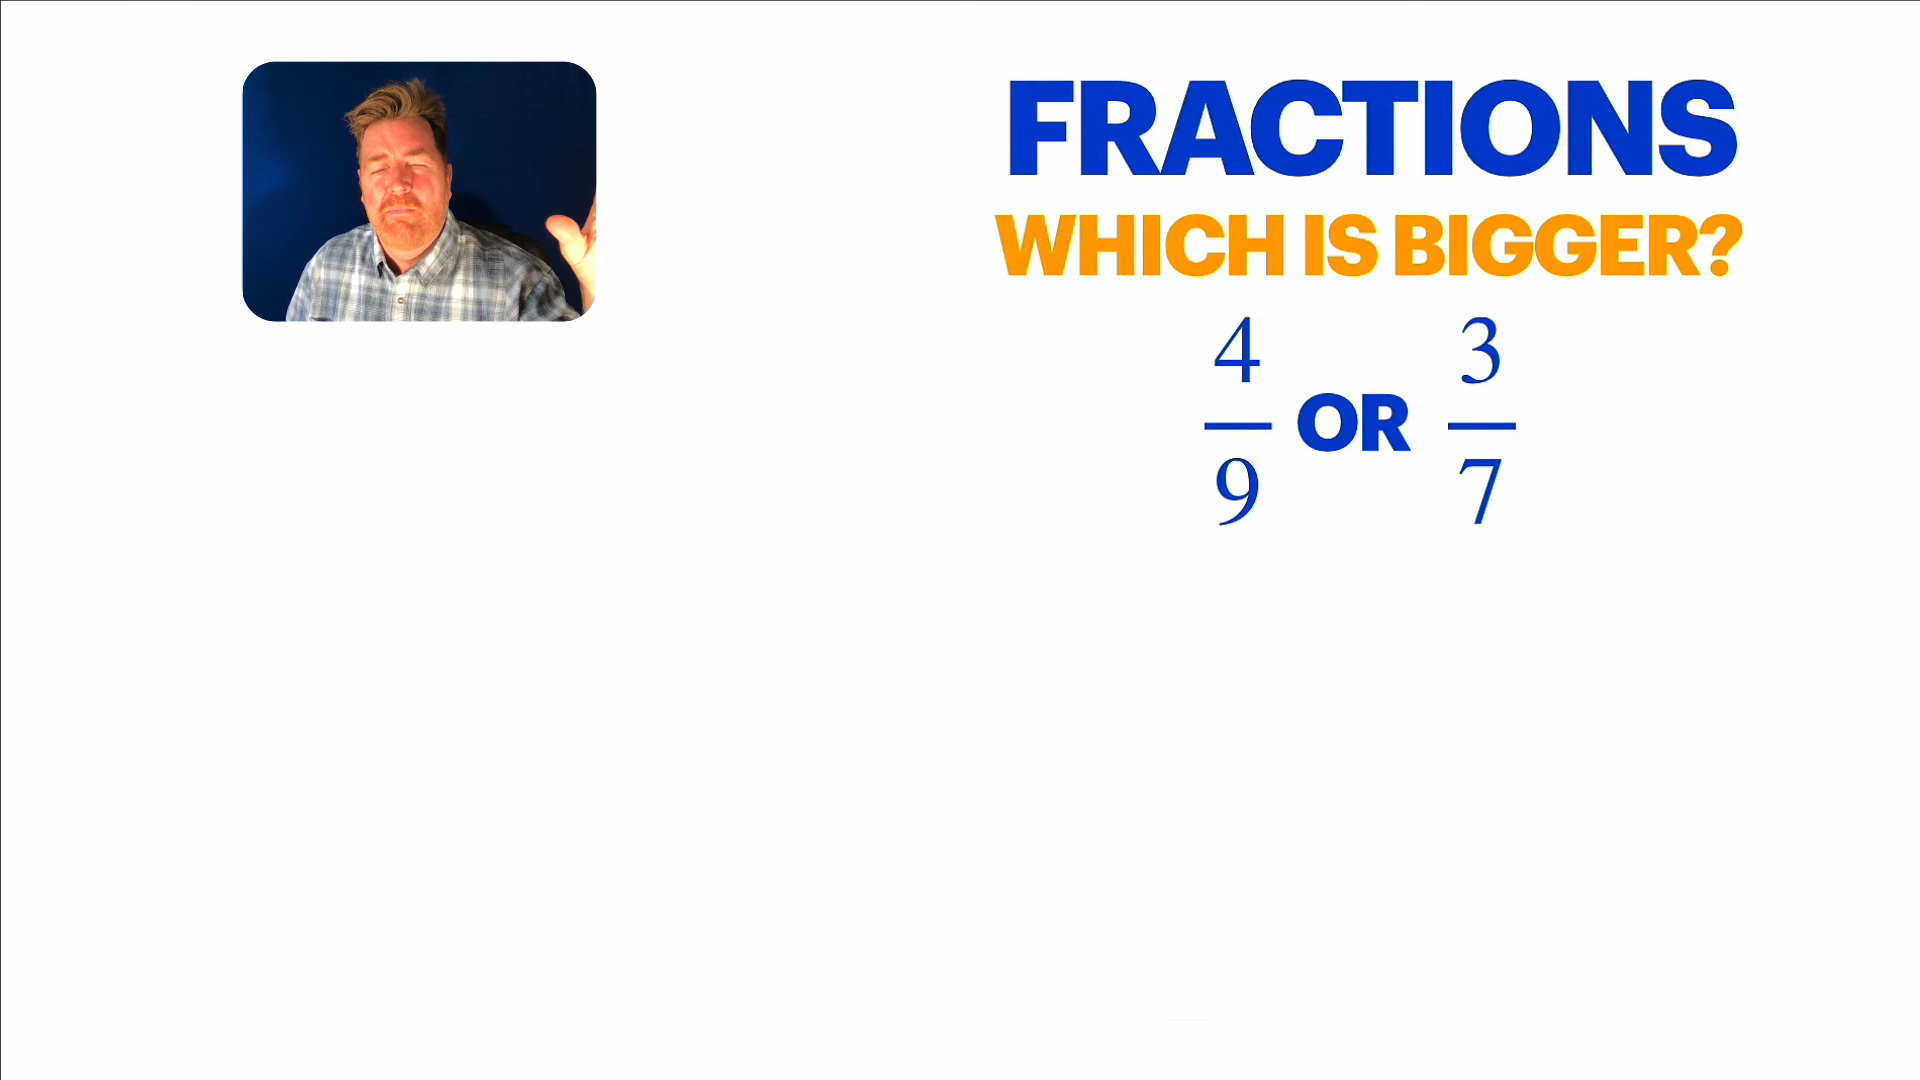 FRACTIONS
WHICH IS BIGGER?
4/9 OR 3/7